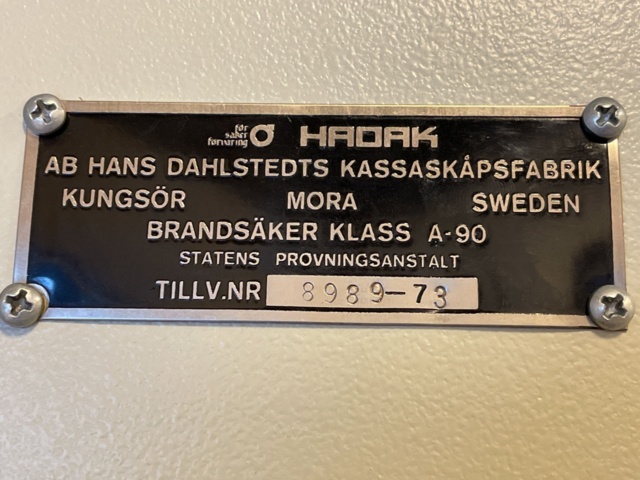 för
säker
förvaring HADAK
AB HANS DAHLSTEDTS KASSASKÅPSFABRIK
KUNGSÖR MORA SWEDEN
BRANDSÄKER KLASS A-90
STATENS PROVNINGSANSTALT
TILLV.NR 8989-73